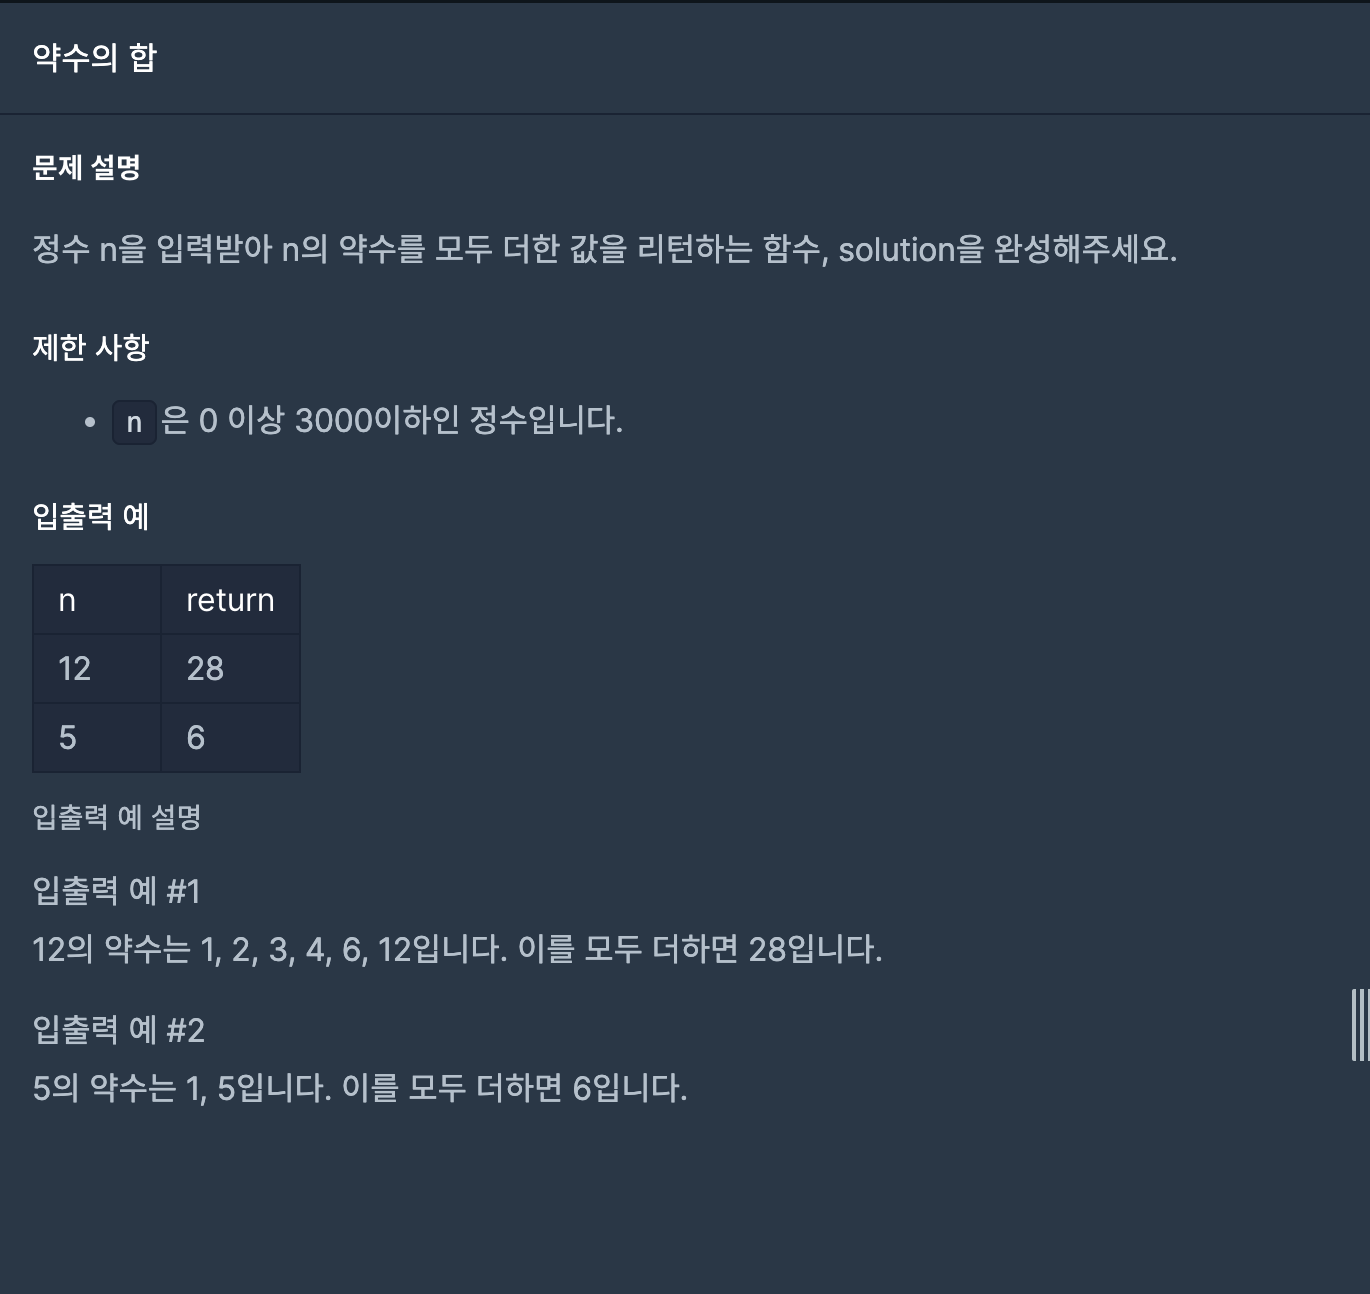 약수의 합
문제 설명
정수 n을 입력받아 n의 약수를 모두 더한 값을 리턴하는 함수, solution을 완성해주세요.
제한 사항
• n 은 0 이상 3000이하인 정수입니다.
입출력 예
n return
12 28
5 6
입출력 예 설명
입출력 예 #1
12의 약수는 1, 2, 3, 4, 6, 12입니다. 이를 모두 더하면 28입니다.
입출력 예 #2
5의 약수는 1, 5입니다. 이를 모두 더하면 6입니다.